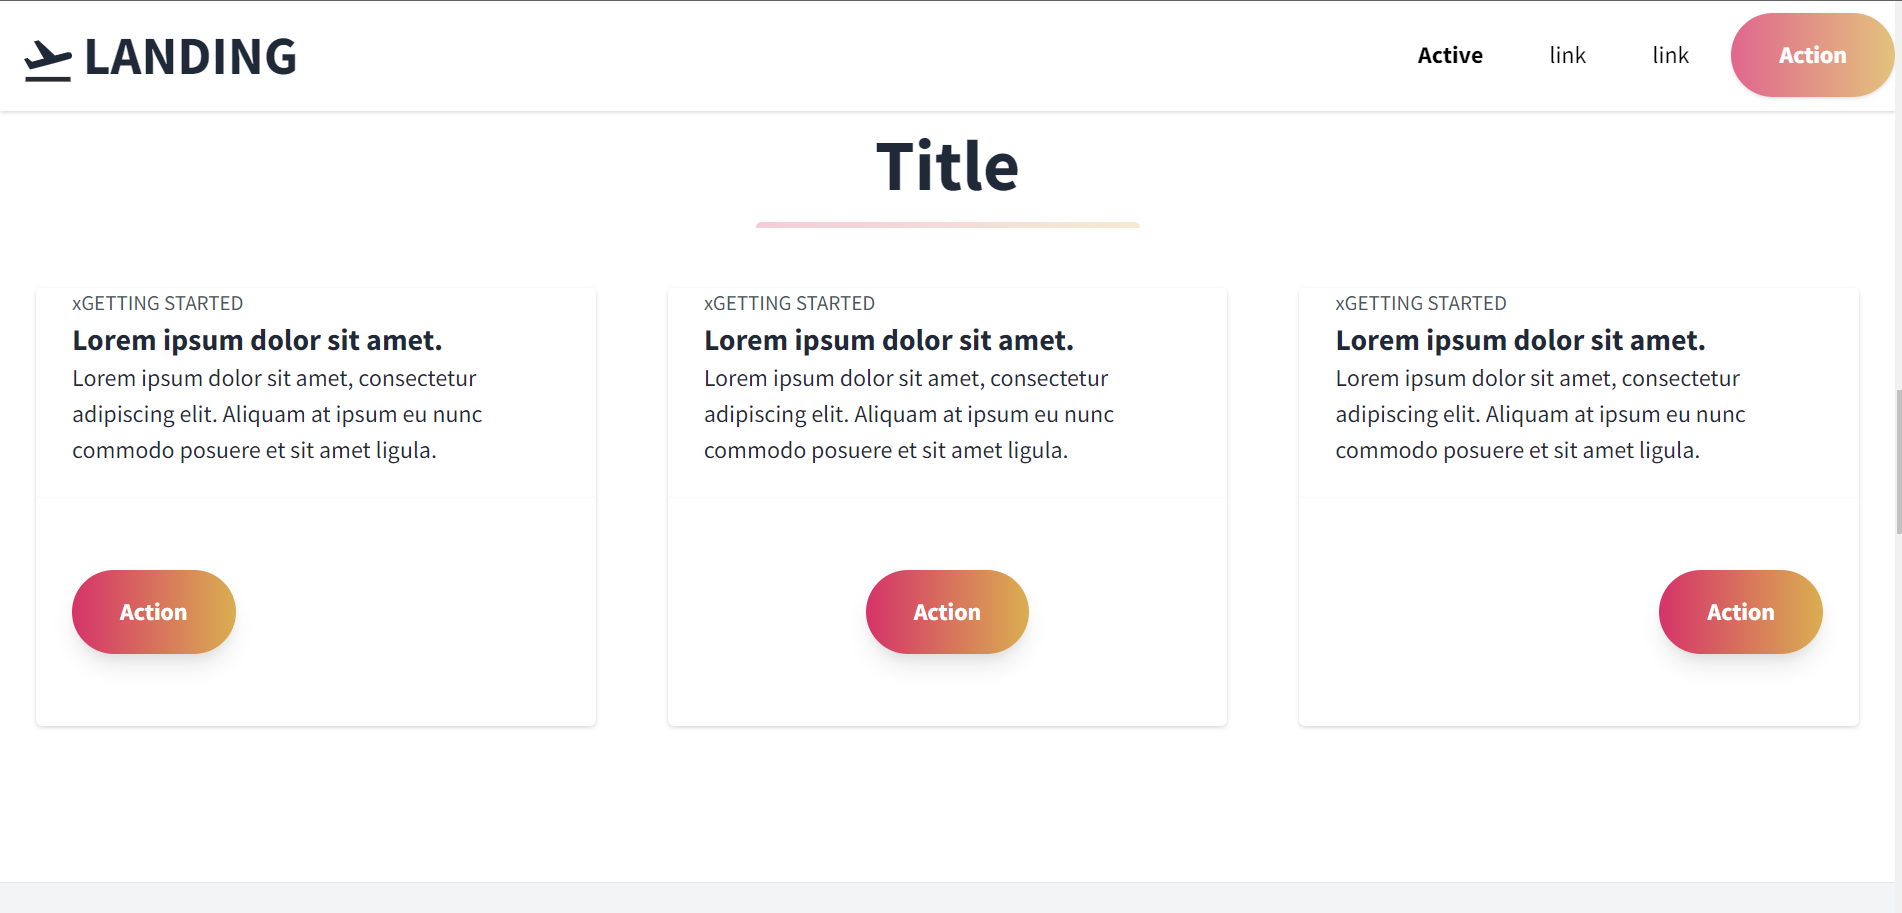 LANDING
Active
link
link
Action
Title
xGETTING STARTED
Lorem ipsum dolor sit amet.
Lorem ipsum dolor sit amet, consectetur
adipiscing elit. Aliquam at ipsum eu nunc
commodo posuere et sit amet ligula.
Action
xGETTING STARTED
Lorem ipsum dolor sit amet.
Lorem ipsum dolor sit amet, consectetur
adipiscing elit. Aliquam at ipsum eu nunc
commodo posuere et sit amet ligula.
Action
xGETTING STARTED
Lorem ipsum dolor sit amet.
Lorem ipsum dolor sit amet, consectetur
adipiscing elit. Aliquam at ipsum eu nunc
commodo posuere et sit amet ligula.
Action